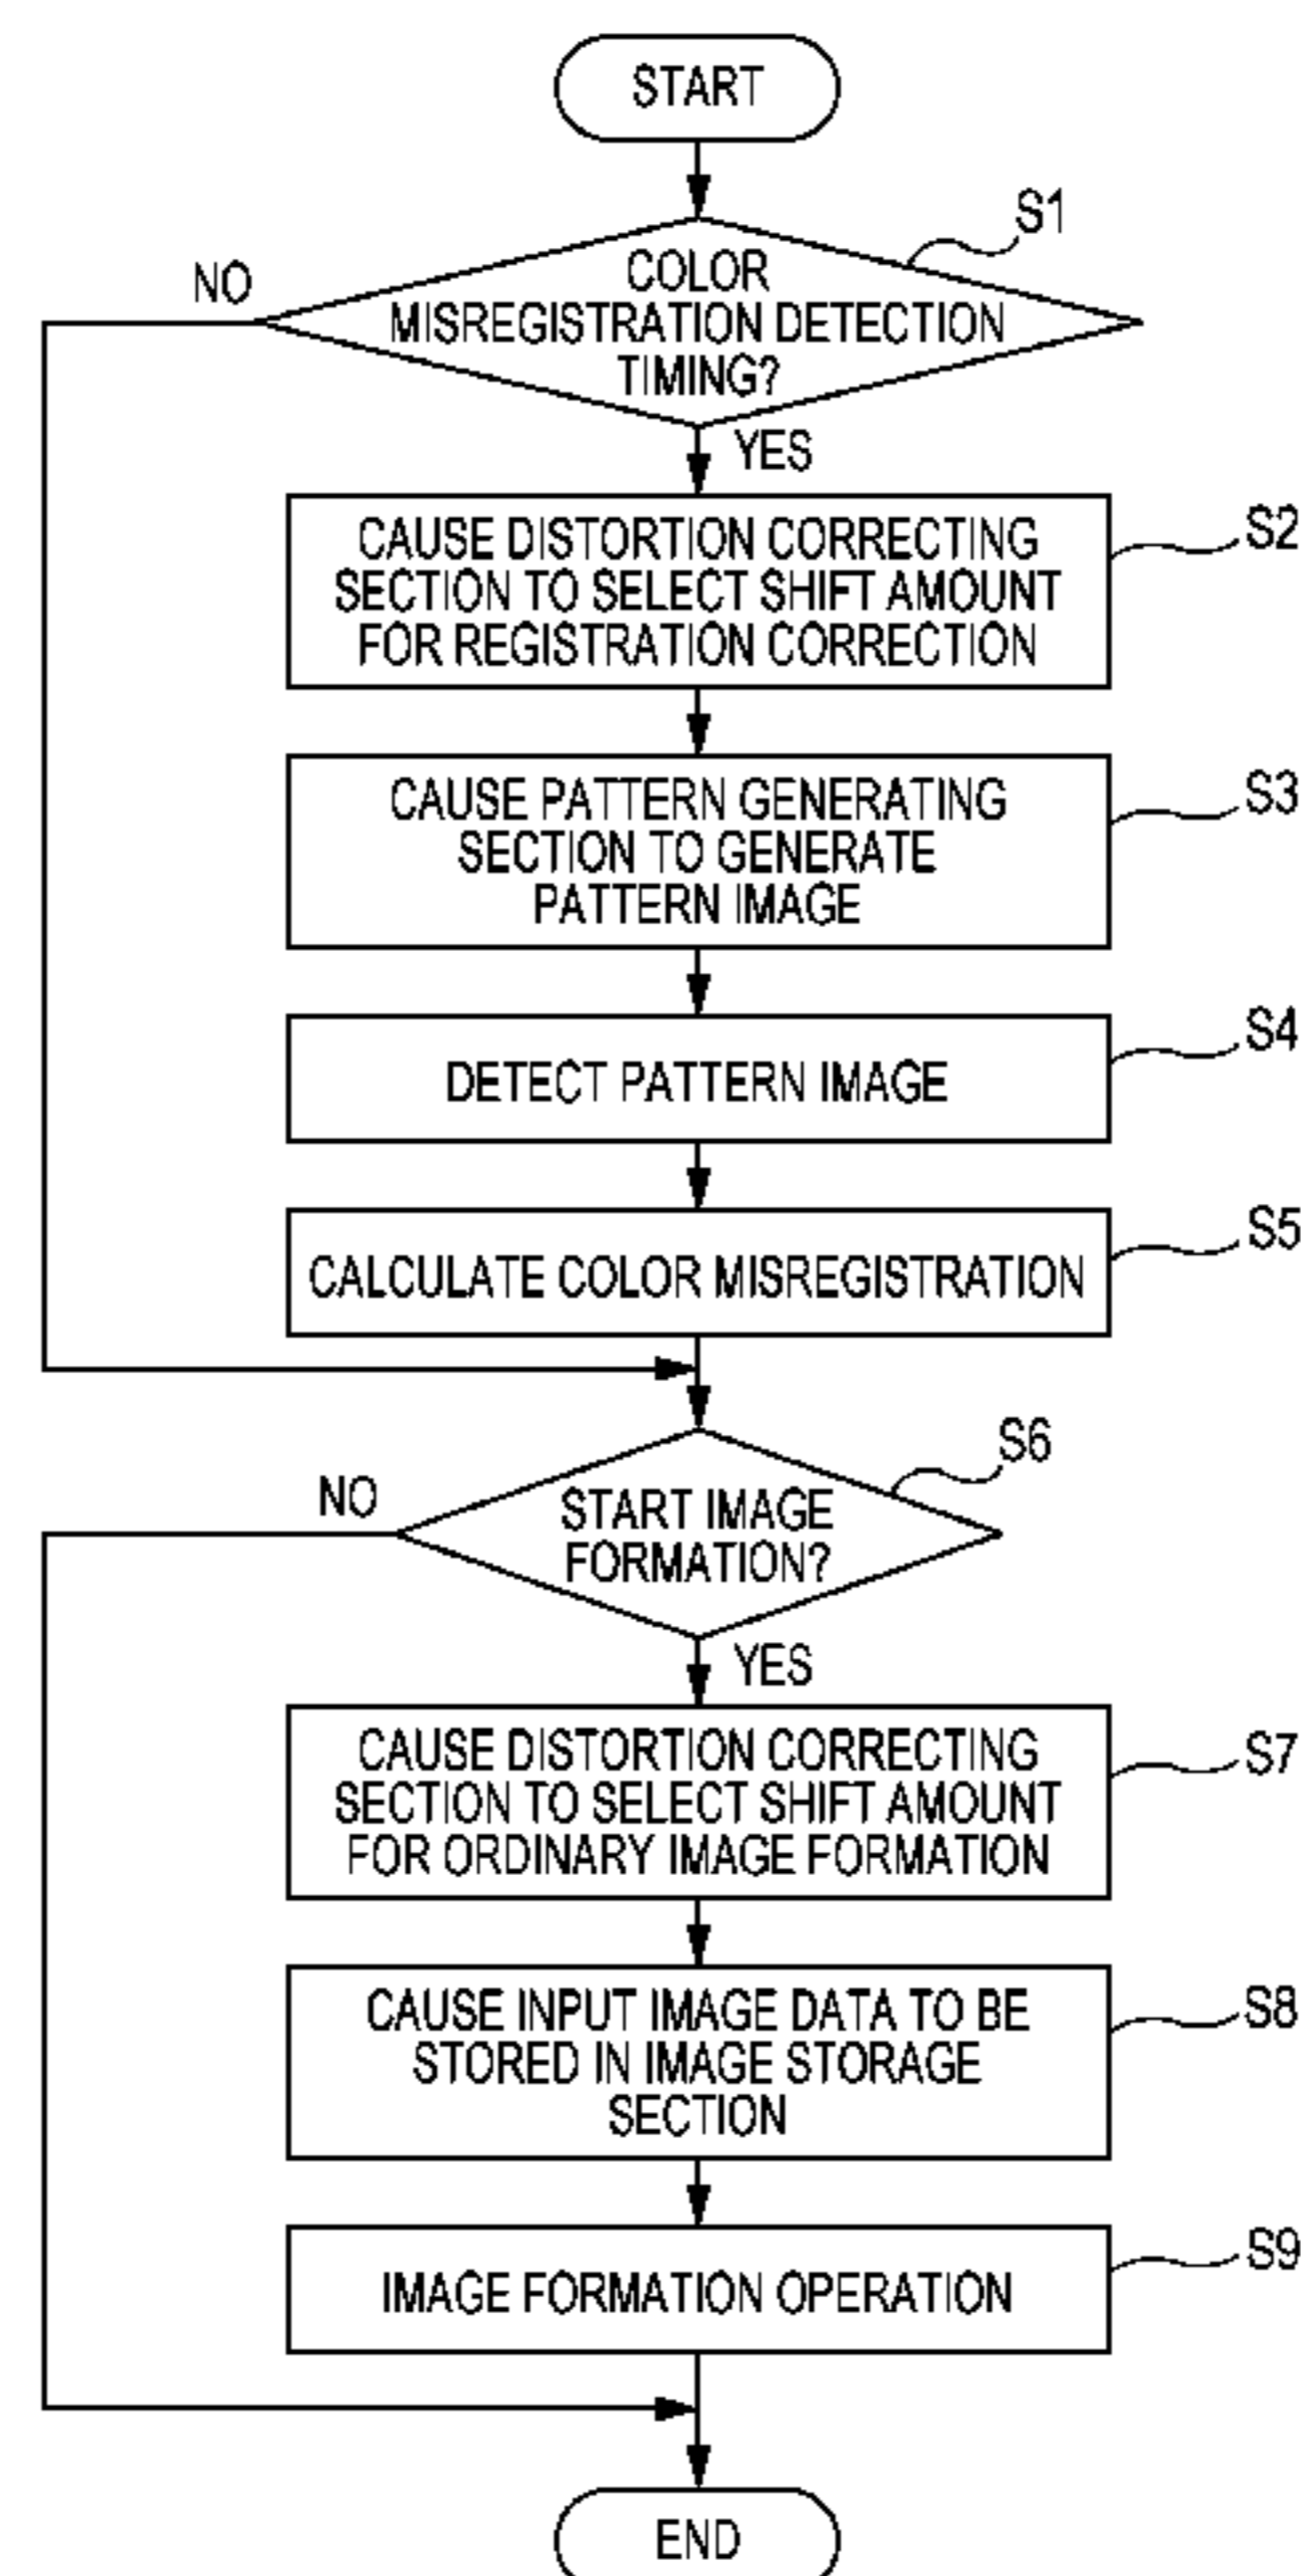 START
S1
NO
COLOR
MISREGISTRATION DETECTION
TIMING?
YES
S2
CAUSE DISTORTION CORRECTING
SECTION TO SELECT SHIFT AMOUNT
FOR REGISTRATION CORRECTION
S3
CAUSE PATTERN GENERATING
SECTION TO GENERATE
PATTERN IMAGE
S4
DETECT PATTERN IMAGE
S5
CALCULATE COLOR MISREGISTRATION
S6
NO
START IMAGE
FORMATION?
YES
S7
CAUSE DISTORTION CORRECTING
SECTION TO SELECT SHIFT AMOUNT
FOR ORDINARY IMAGE FORMATION
S8
CAUSE INPUT IMAGE DATA TO BE
STORED IN IMAGE STORAGE
SECTION
S9
IMAGE FORMATION OPERATION
END